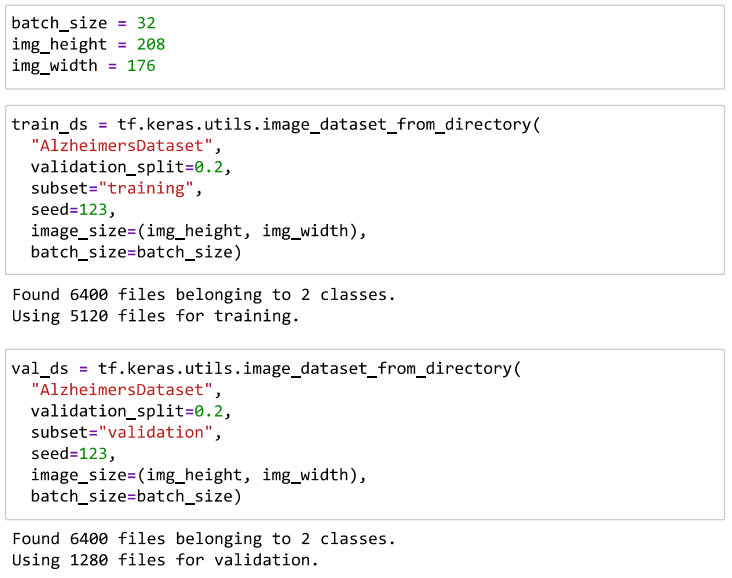 batch_size = 32
img_height = 208
img_width = 176
train_ds = tf.keras.utils.image_dataset_from_directory(
  "AlzheimersDataset",
  validation_split=0.2,
  subset="training",
  seed=123,
  image_size=(img_height, img_width),
  batch_size=batch_size)
Found 6400 files belonging to 2 classes.
Using 5120 files for training.
val_ds = tf.keras.utils.image_dataset_from_directory(
  "AlzheimersDataset",
  validation_split=0.2,
  subset="validation",
  seed=123,
  image_size=(img_height, img_width),
  batch_size=batch_size)
Found 6400 files belonging to 2 classes.
Using 1280 files for validation.